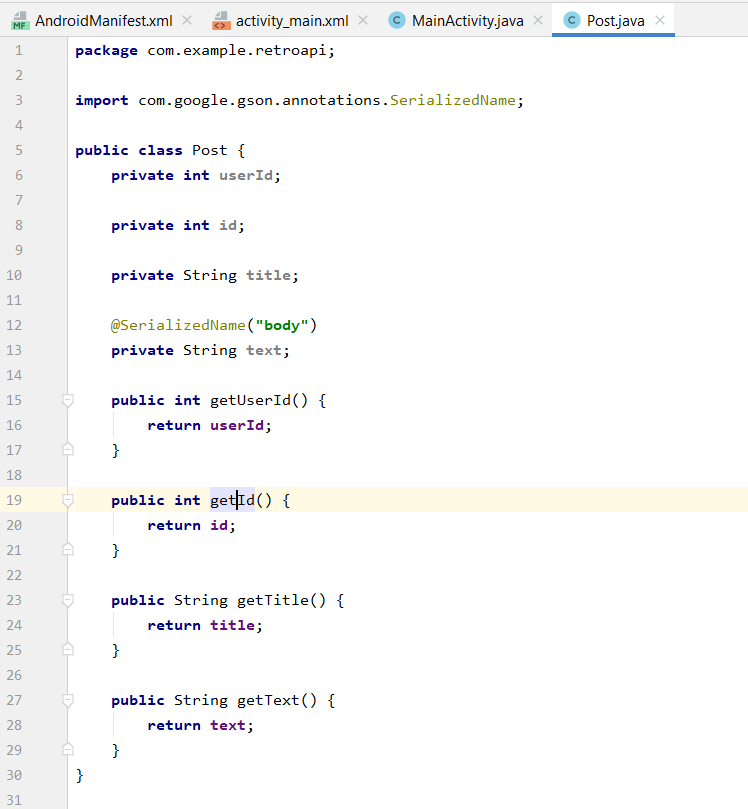 MF AndroidManifest.xml × <> activity_main.xml × C MainActivity.java × C Post.java ×
1 package com.example.retroapi;
2
3 import com.google.gson.annotations.SerializedName;
4
5 public class Post {
6     private int userId;
7
8     private int id;
9
10     private String title;
11
12     @SerializedName("body")
13     private String text;
14
15     public int getUserId() {
16         return userId;
17     }
18
19     public int getId() {
20         return id;
21     }
22
23     public String getTitle() {
24         return title;
25     }
26
27     public String getText() {
28         return text;
29     }
30 }
31